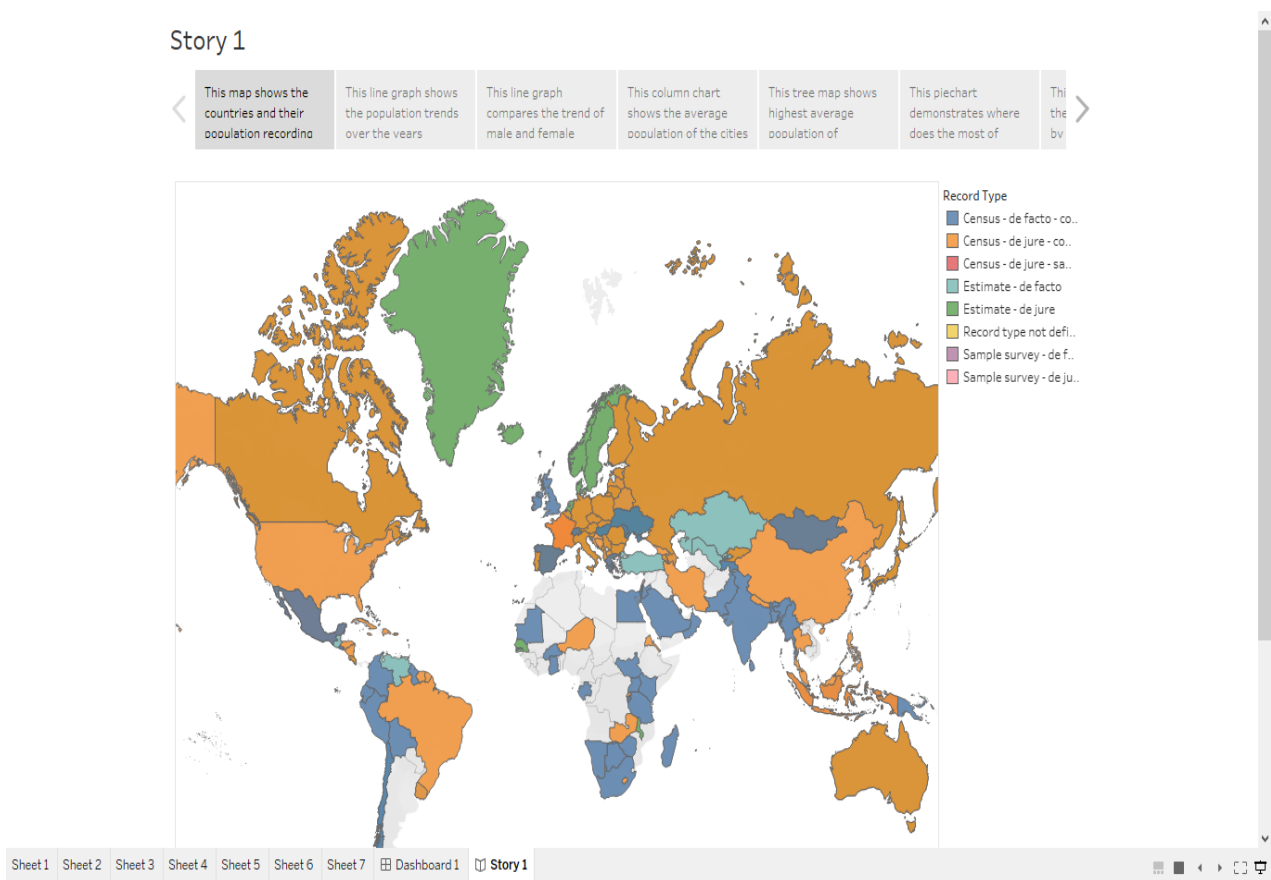 Story 1
This map shows the
countries and their
population recording
This line graph shows
the population trends
over the years
This line graph
compares the trend of
male and female
This column chart
shows the average
population of the cities
This tree map shows
highest average
population of
This piechart
demonstrates where
does the most of
Thi
the
by
Record Type
Census - de facto - co..
Census - de jure - co..
Census - de jure - sa..
Estimate - de facto
Estimate - de jure
Record type not defi..
Sample survey - de f..
Sample survey - de ju..
Sheet 1 Sheet 2 Sheet 3 Sheet 4 Sheet 5 Sheet 6 Sheet 7 Dashboard 1 Story 1